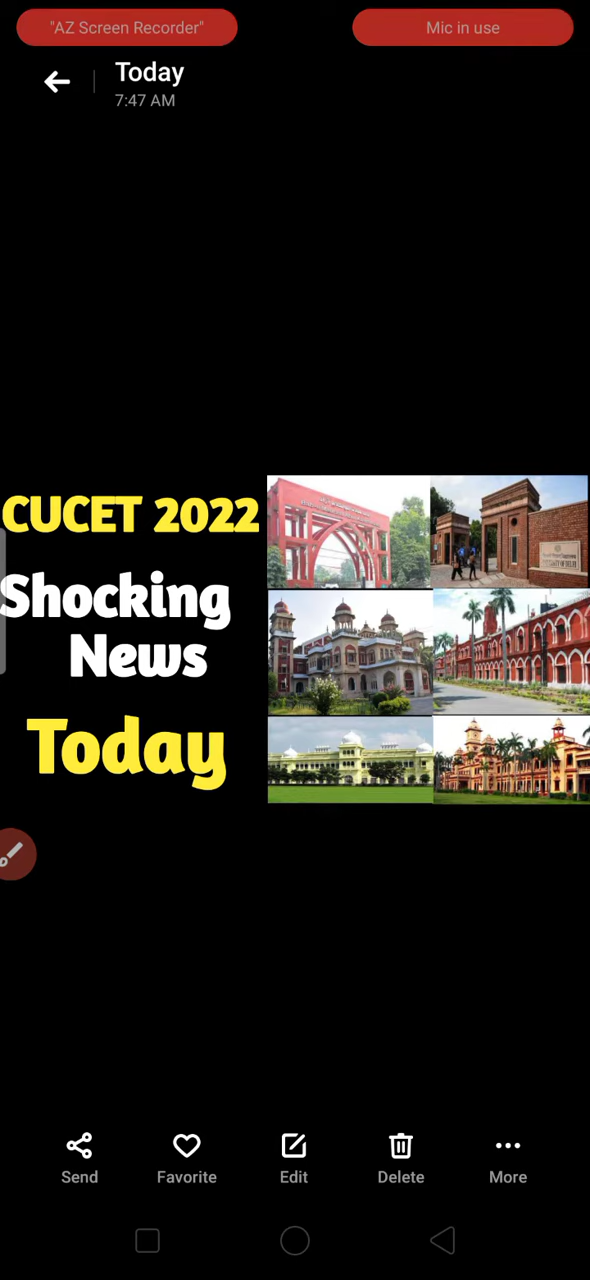 "AZ Screen Recorder"
Mic in use
Today
7:47 AM
CUCET 2022
Shocking
News
Today
Send
Favorite
Edit
Delete
More